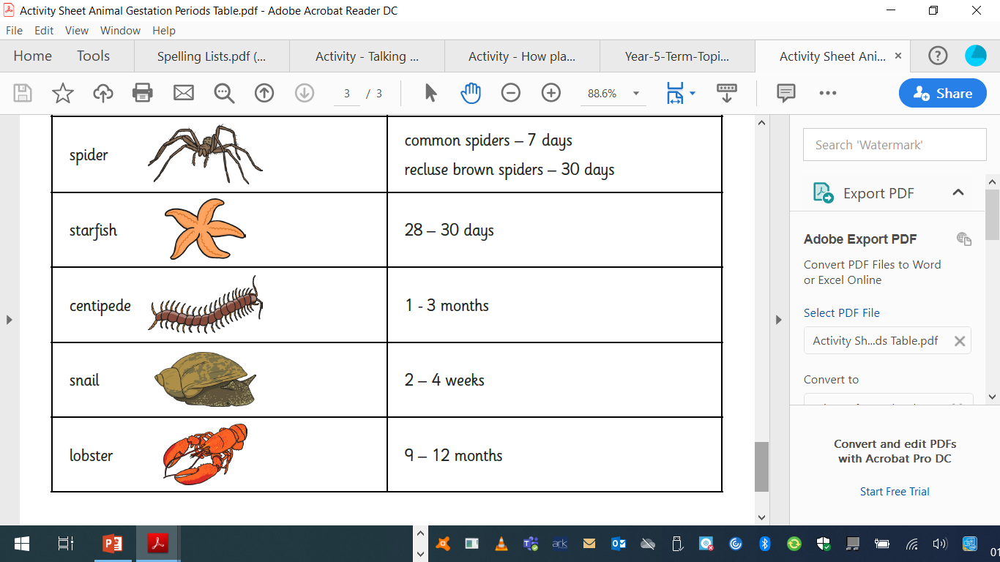 Activity Sheet Animal Gestation Periods Table.pdf - Adobe Acrobat Reader DC
File Edit View Window Help
Home Tools Spelling Lists.pdf (... Activity - Talking ... Activity - How pla... Year-5-Term-Topi... Activity Sheet Ani... ×
3 / 3 88.6% Share
spider
common spiders – 7 days
recluse brown spiders – 30 days
starfish 28 – 30 days
centipede 1 - 3 months
snail 2 – 4 weeks
lobster 9 – 12 months
Search 'Watermark'
Export PDF
Adobe Export PDF
Convert PDF Files to Word
or Excel Online
Select PDF File
Activity Sh...ds Table.pdf
Convert to
Convert and edit PDFs
with Acrobat Pro DC
Start Free Trial
ark
01